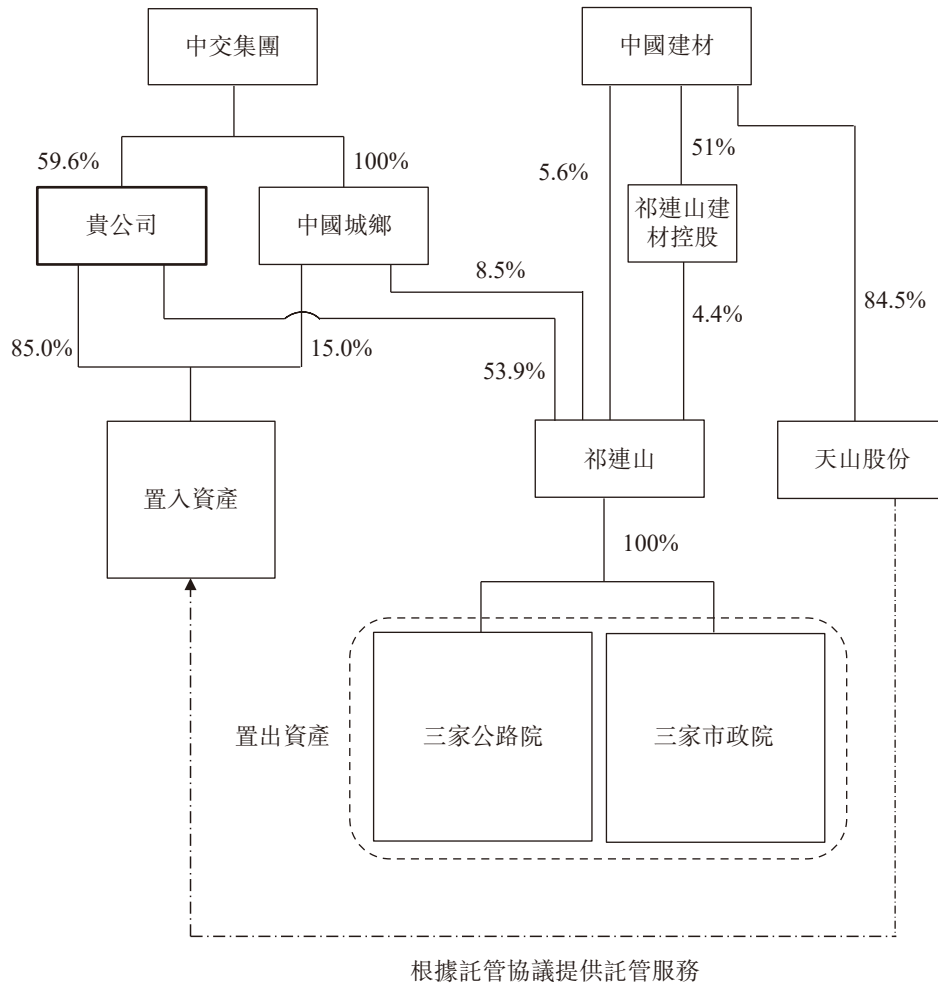 中交集團
中國建材
59.6%
100%
5.6%
51%
貴公司
中國城鄉
祁連山建
材控股
8.5%
84.5%
4.4%
85.0%
15.0%
53.9%
置入資產
祁連山
天山股份
100%
置出資產
三家公路院
三家市政院
根據託管協議提供託管服務